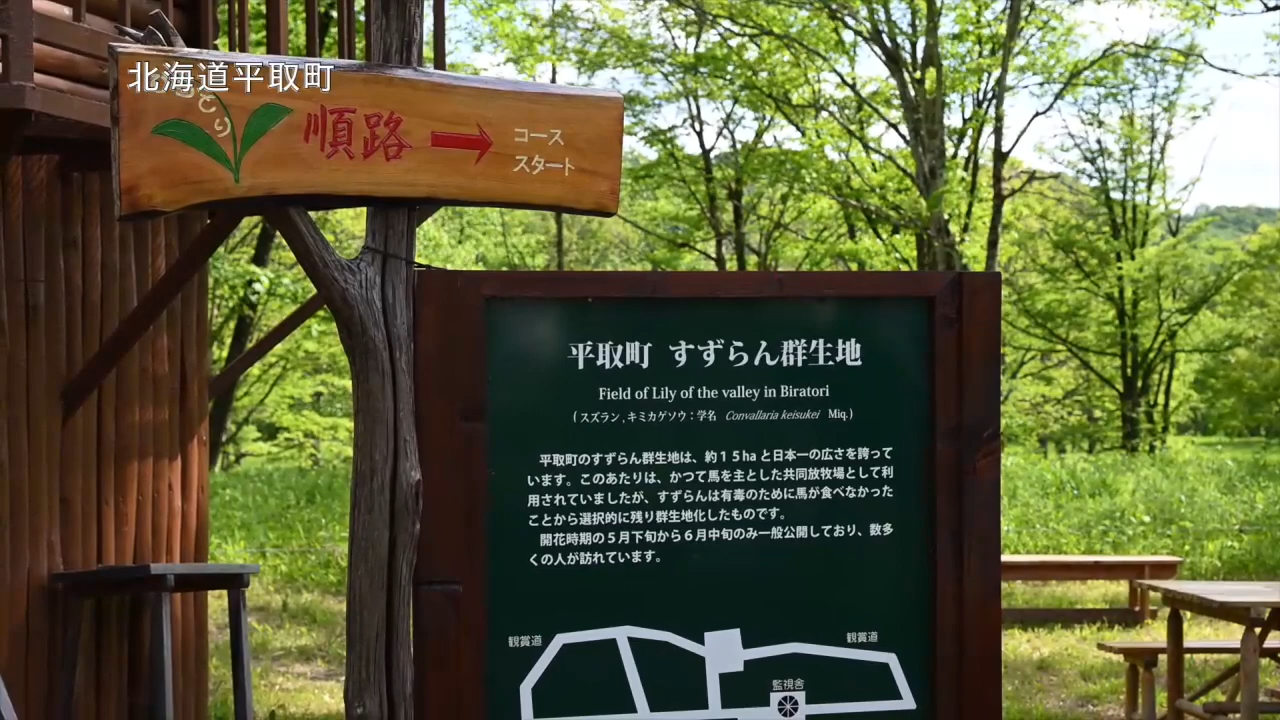 北海道平取町
とり
順路
コース
スタート
平取町 すずらん群生地
Field of Lily of the valley in Biratori
(スズラン,キミカゲソウ：学名 Convallaria keisukei Miq.)
平取町のすずらん群生地は、約15haと日本一の広さを誇って
います。このあたりは、かつて馬を主とした共同放牧場として利
用されていましたが、すずらんは有毒のために馬が食べなかった
ことから選択的に残り群生地化したものです。
開花時期の5月下旬から6月中旬のみ一般公開しており、数多
くの人が訪れています。
観賞道
観賞道
監視舎